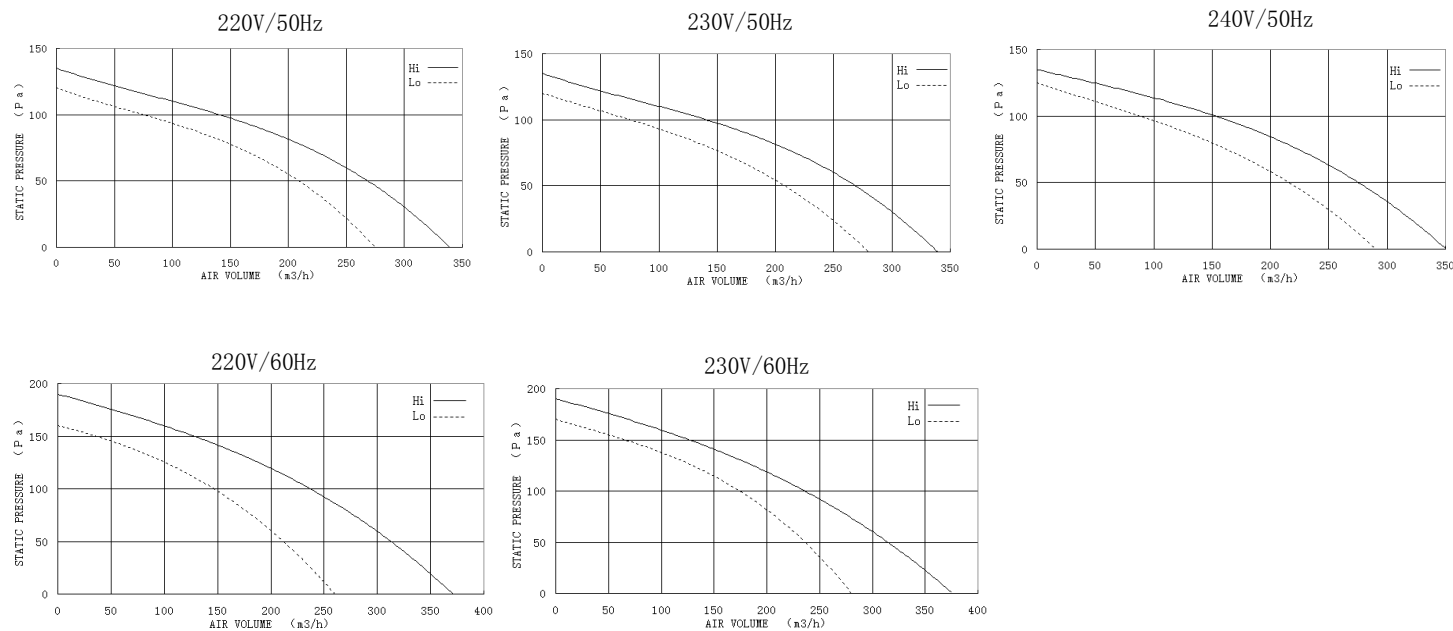 220V/50Hz
150
100
50
0
STATIC PRESSURE (Pa)
Hi
Lo
0 50 100 150 200 250 300 350
AIR VOLUME (m3/h)
230V/50Hz
150
100
50
0
STATIC PRESSURE (Pa)
Hi
Lo
0 50 100 150 200 250 300 350
AIR VOLUME (m3/h)
240V/50Hz
150
100
50
0
STATIC PRESSURE (Pa)
Hi
Lo
0 50 100 150 200 250 300 350
AIR VOLUME (m3/h)
220V/60Hz
200
150
100
50
0
STATIC PRESSURE (Pa)
Hi
Lo
0 50 100 150 200 250 300 350 400
AIR VOLUME (m3/h)
230V/60Hz
200
150
100
50
0
STATIC PRESSURE (Pa)
Hi
Lo
0 50 100 150 200 250 300 350 400
AIR VOLUME (m3/h)